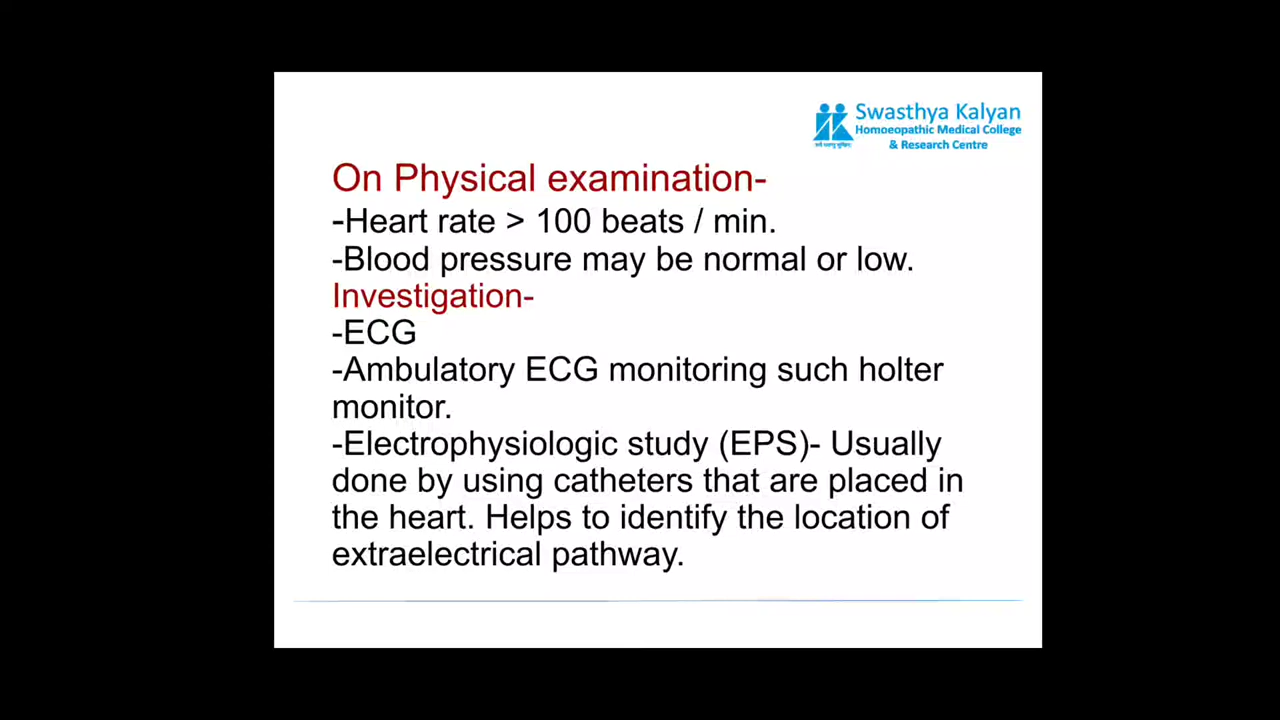 Swasthya Kalyan
Homoeopathic Medical College
& Research Centre
On Physical examination-
-Heart rate > 100 beats / min.
-Blood pressure may be normal or low.
Investigation-
-ECG
-Ambulatory ECG monitoring such holter
monitor.
-Electrophysiologic study (EPS)- Usually
done by using catheters that are placed in
the heart. Helps to identify the location of
extraelectrical pathway.